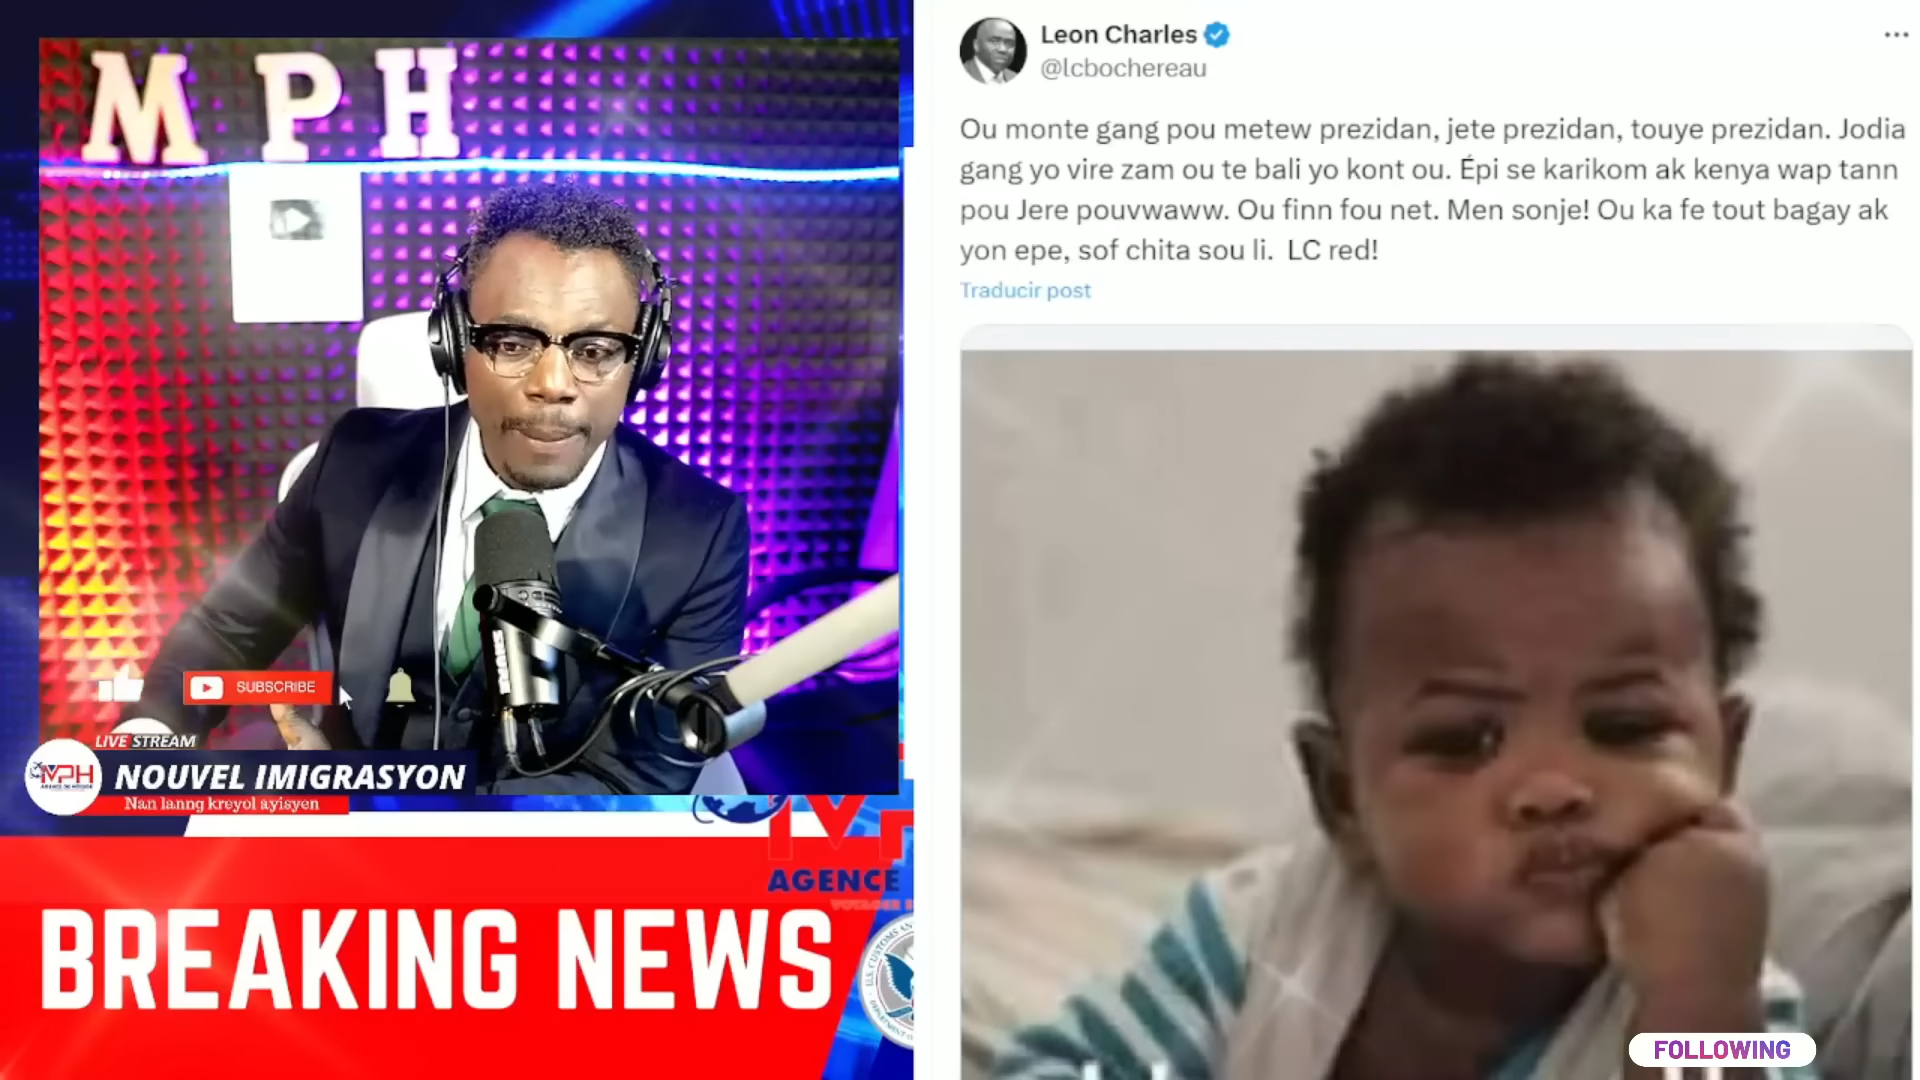 MPH
SUBSCRIBE
LIVE STREAM
MPH
NOUVEL IMIGRASYON
Nan lanng kreyol ayisyen
AGENCE
BREAKING NEWS
SHURE
Leon Charles
@lcbochereau
Ou monte gang pou metew prezidan, jete prezidan, touye prezidan. Jodia
gang yo vire zam ou te bali yo kont ou. Épi se karikom ak kenya wap tann
pou Jere pouvwaww. Ou finn fou net. Men sonje! Ou ka fe tout bagay ak
yon epe, sof chita sou li. LC red!
Traducir post
FOLLOWING